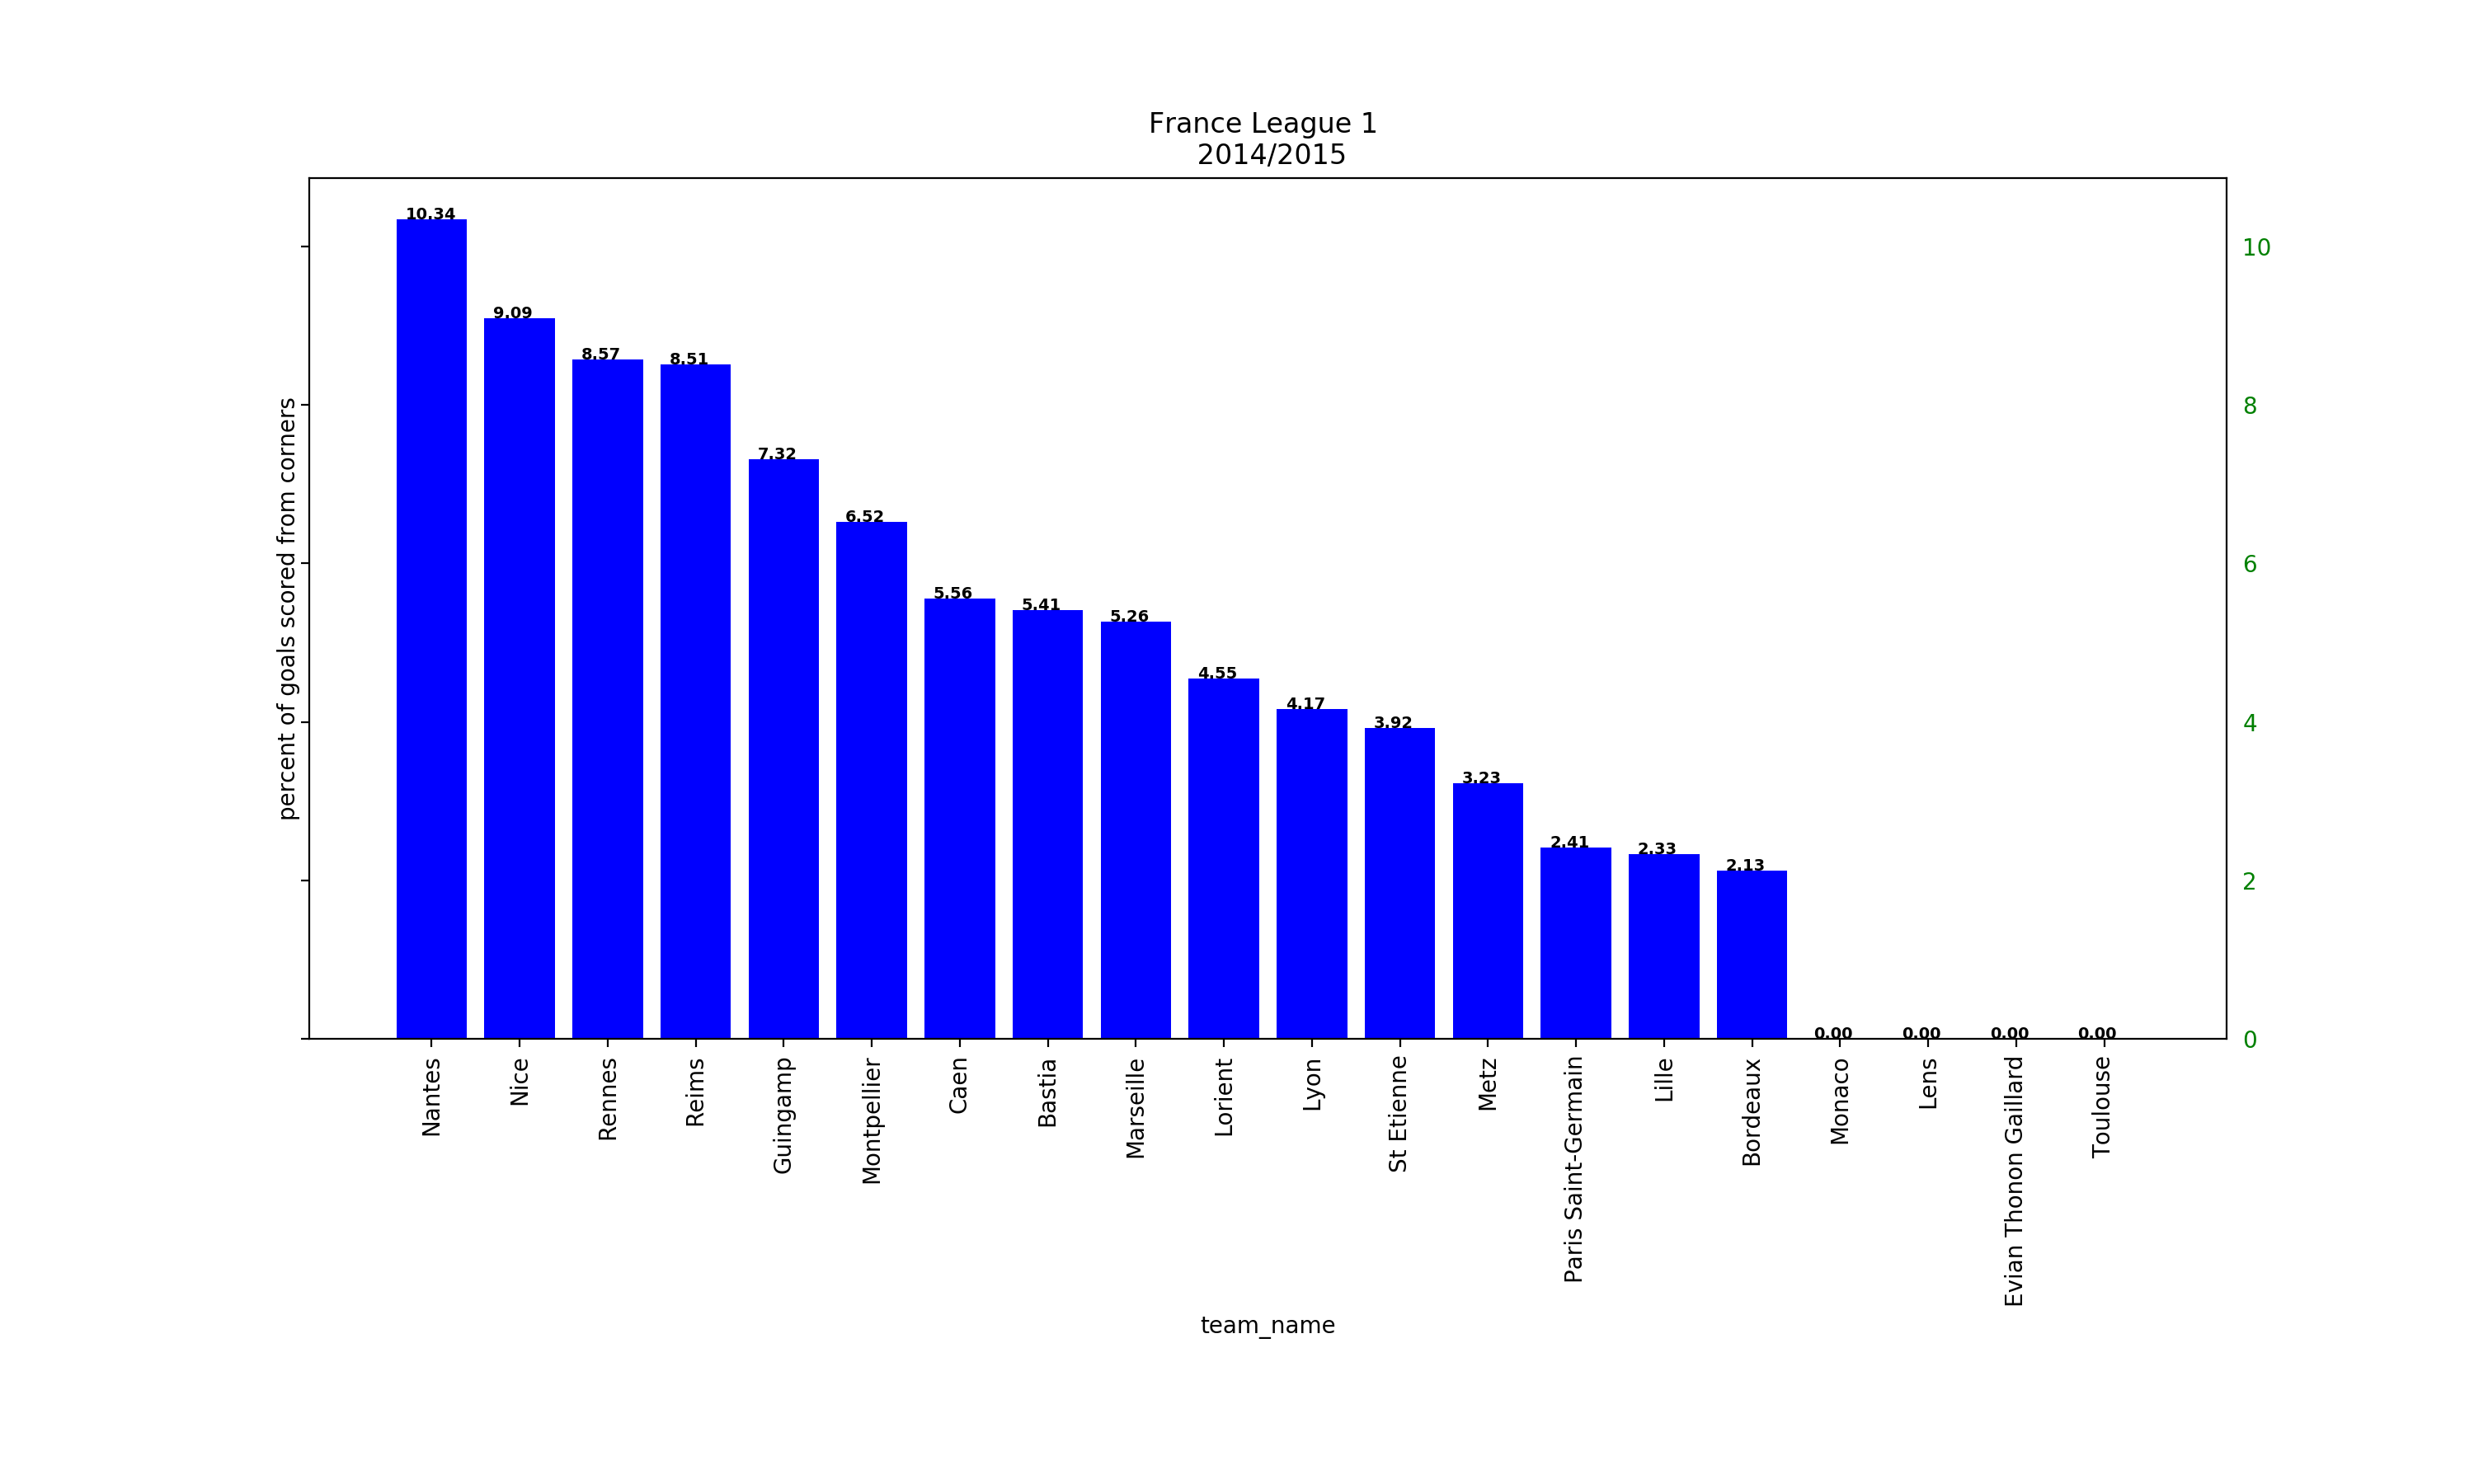 France League 1
2014/2015
percent of goals scored from corners
10.34
9.09
8.57
8.51
7.32
6.52
5.56
5.41
5.26
4.55
4.17
3.92
3.23
2.41
2.33
2.13
0.00
0.00
0.00
0.00
10
8
6
4
2
0
Nantes
Nice
Rennes
Reims
Guingamp
Montpellier
Caen
Bastia
Marseille
Lorient
Lyon
St Etienne
Metz
Paris Saint-Germain
Lille
Bordeaux
Monaco
Lens
Evian Thonon Gaillard
Toulouse
team_name